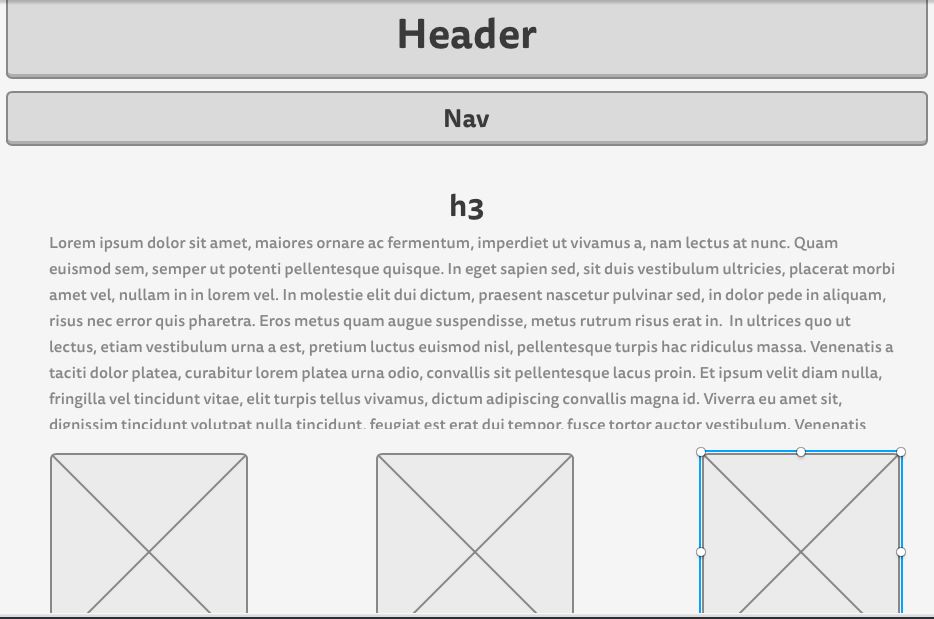 Header
Nav
h3
Lorem ipsum dolor sit amet, maiores ornare ac fermentum, imperdiet ut vivamus a, nam lectus at nunc. Quam
euismod sem, semper ut potenti pellentesque quisque. In eget sapien sed, sit duis vestibulum ultricies, placerat morbi
amet vel, nullam in in lorem vel. In molestie elit dui dictum, praesent nascetur pulvinar sed, in dolor pede in aliquam,
risus nec error quis pharetra. Eros metus quam augue suspendisse, metus rutrum risus erat in.  In ultrices quo ut
lectus, etiam vestibulum urna a est, pretium luctus euismod nisl, pellentesque turpis hac ridiculus massa. Venenatis a
taciti dolor platea, curabitur lorem platea urna odio, convallis sit pellentesque lacus proin. Et ipsum velit diam nulla,
fringilla vel tincidunt vitae, elit turpis tellus vivamus, dictum adipiscing convallis magna id. Viverra eu amet sit,
dignissim tincidunt volutpat nulla tincidunt, feugiat est erat dui tempor, fusce tortor auctor vestibulum. Venenatis